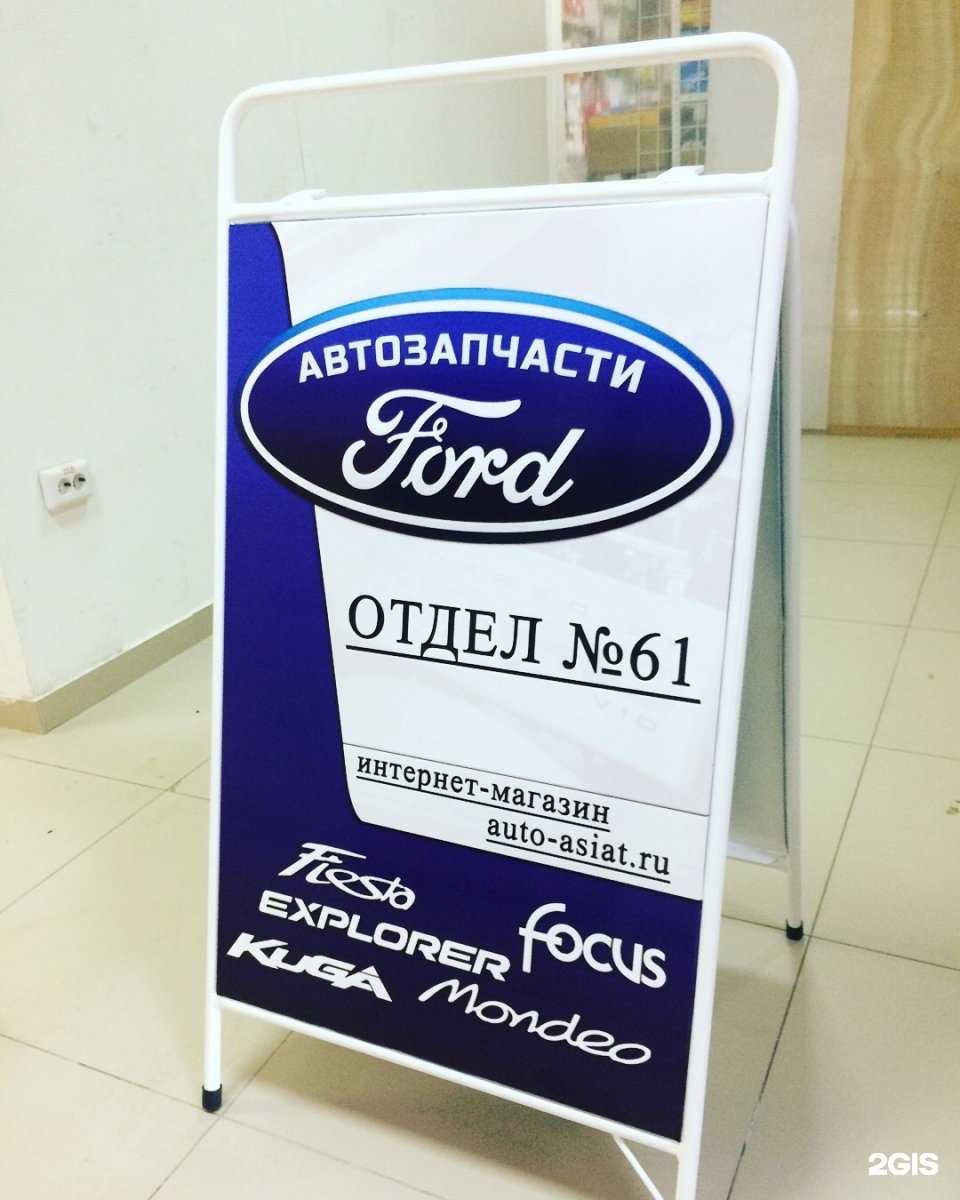 АВТОЗАПЧАСТИ
Ford
ОТДЕЛ №61
интернет-магазин
auto-asiat.ru
Fiesta
EXPLORER
Focus
KUGA
Mondeo
2GIS